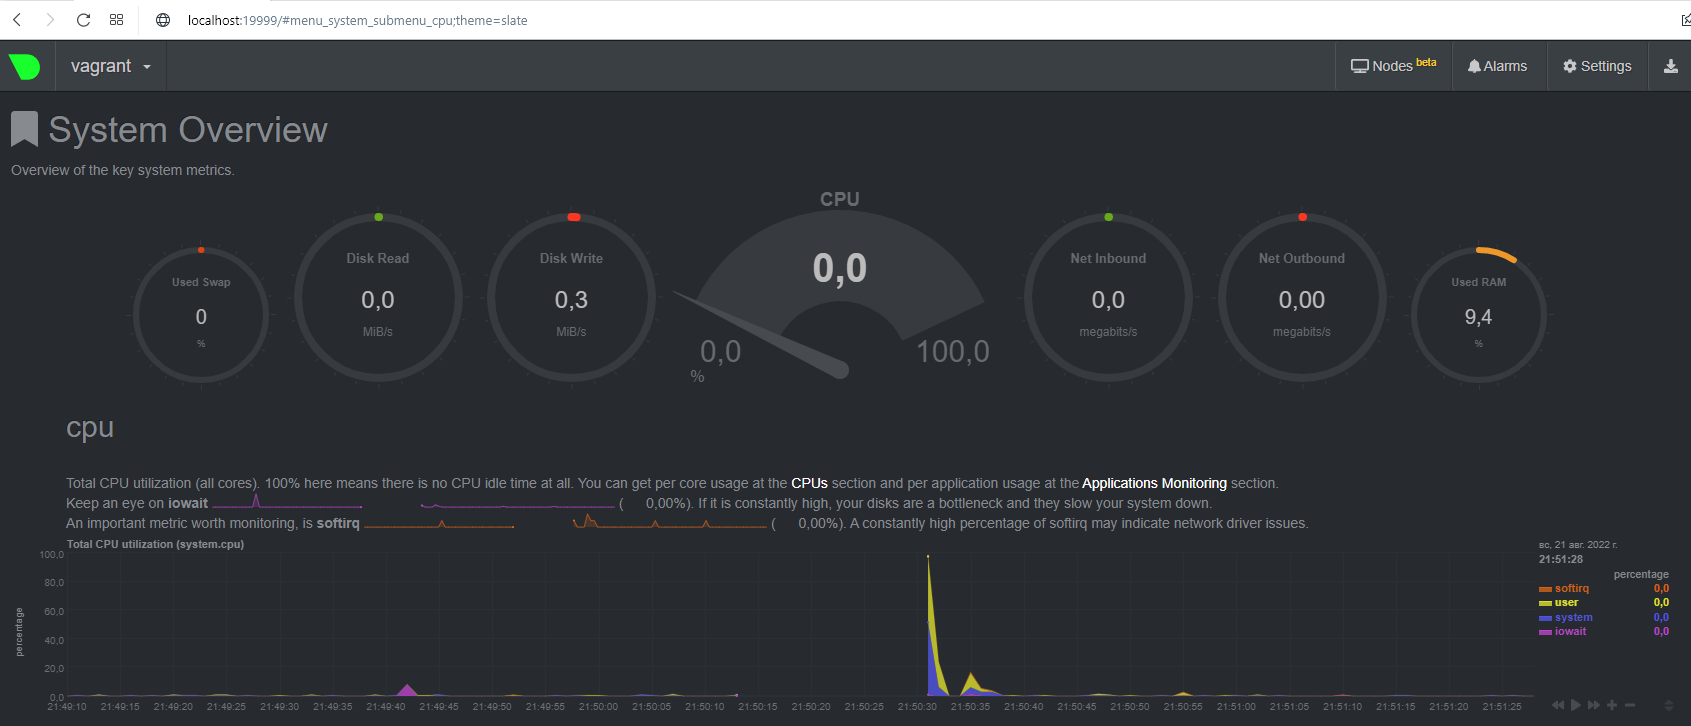 localhost:19999/#menu_system_submenu_cpu;theme=slate
vagrant
Nodes beta
Alarms
Settings
System Overview
Overview of the key system metrics.
Used Swap
0
%
Disk Read
0,0
MiB/s
Disk Write
0,3
MiB/s
CPU
0,0
0,0
100,0
%
Net Inbound
0,0
megabits/s
Net Outbound
0,00
megabits/s
Used RAM
9,4
%
cpu
Total CPU utilization (all cores). 100% here means there is no CPU idle time at all. You can get per core usage at the CPUs section and per application usage at the Applications Monitoring section.
Keep an eye on iowait ( 0,00%). If it is constantly high, your disks are a bottleneck and they slow your system down.
An important metric worth monitoring, is softirq ( 0,00%). A constantly high percentage of softirq may indicate network driver issues.
Total CPU utilization (system.cpu)
percentage
100,0
80,0
60,0
40,0
20,0
0,0
21:49:10 21:49:15 21:49:20 21:49:25 21:49:30 21:49:35 21:49:40 21:49:45 21:49:50 21:49:55 21:50:00 21:50:05 21:50:10 21:50:15 21:50:20 21:50:25 21:50:30 21:50:35 21:50:40 21:50:45 21:50:50 21:50:55 21:51:00 21:51:05 21:51:10 21:51:15 21:51:20 21:51:25
вс, 21 авг. 2022 г.
21:51:28
percentage
softirq 0,0
user 0,0
system 0,0
iowait 0,0